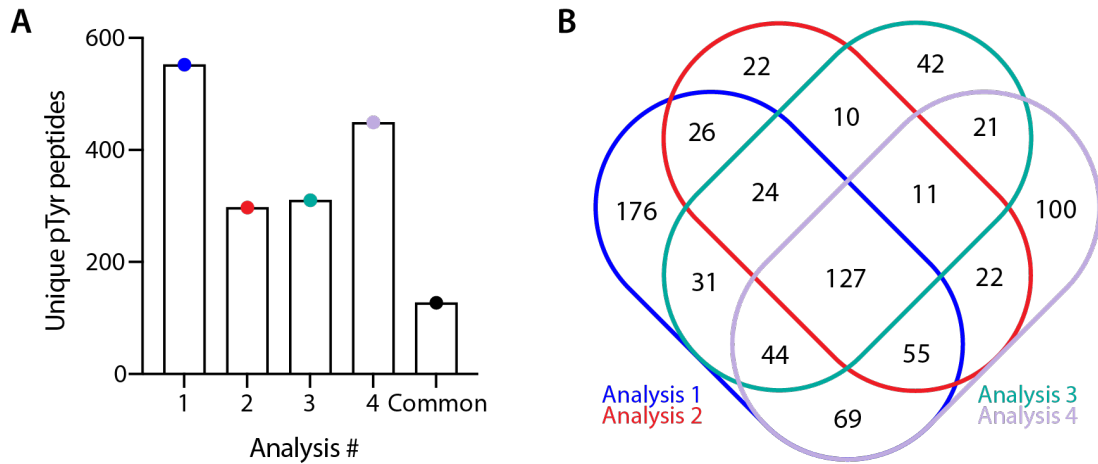 A
Unique pTyr peptides
600
400
200
0
1 2 3 4 Common
Analysis #
B
22 42
26 10 21
176 24 11 100
31 127 22
44 55
69
Analysis 1
Analysis 2
Analysis 3
Analysis 4